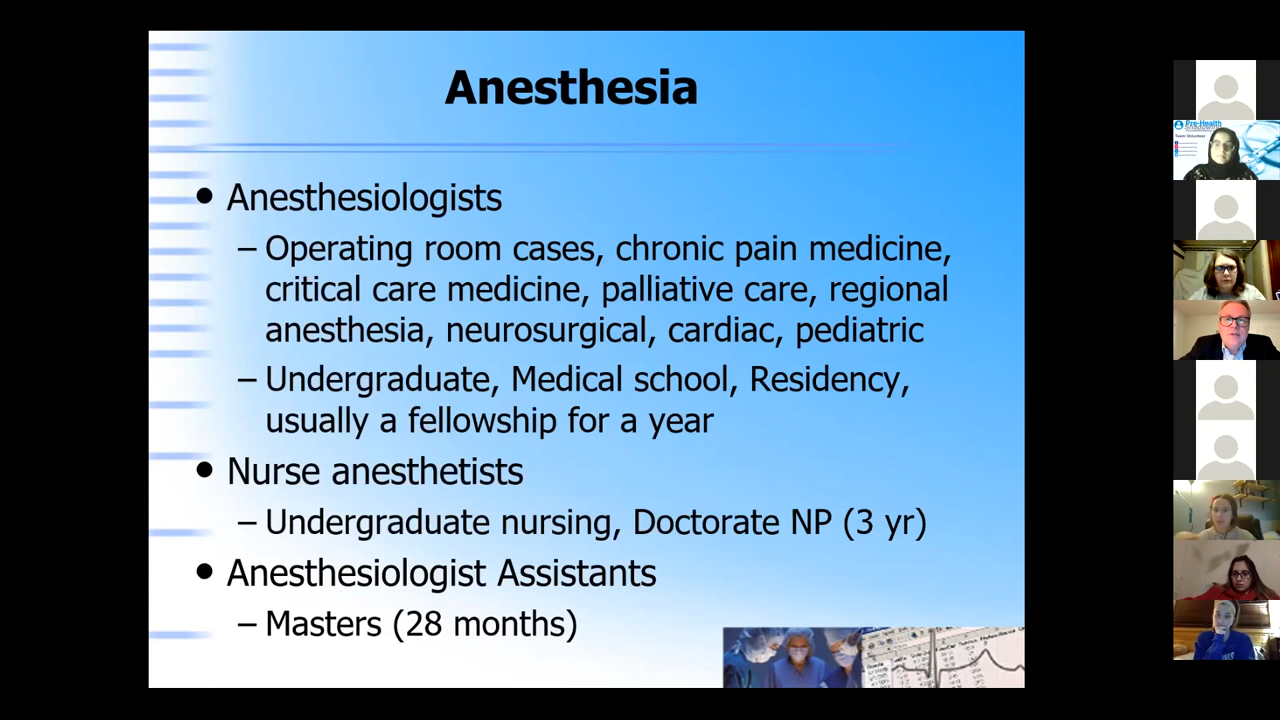 Anesthesia
• Anesthesiologists
– Operating room cases, chronic pain medicine,
critical care medicine, palliative care, regional
anesthesia, neurosurgical, cardiac, pediatric
– Undergraduate, Medical school, Residency,
usually a fellowship for a year
• Nurse anesthetists
– Undergraduate nursing, Doctorate NP (3 yr)
• Anesthesiologist Assistants
– Masters (28 months)
Pre-Health
Team Volunteer